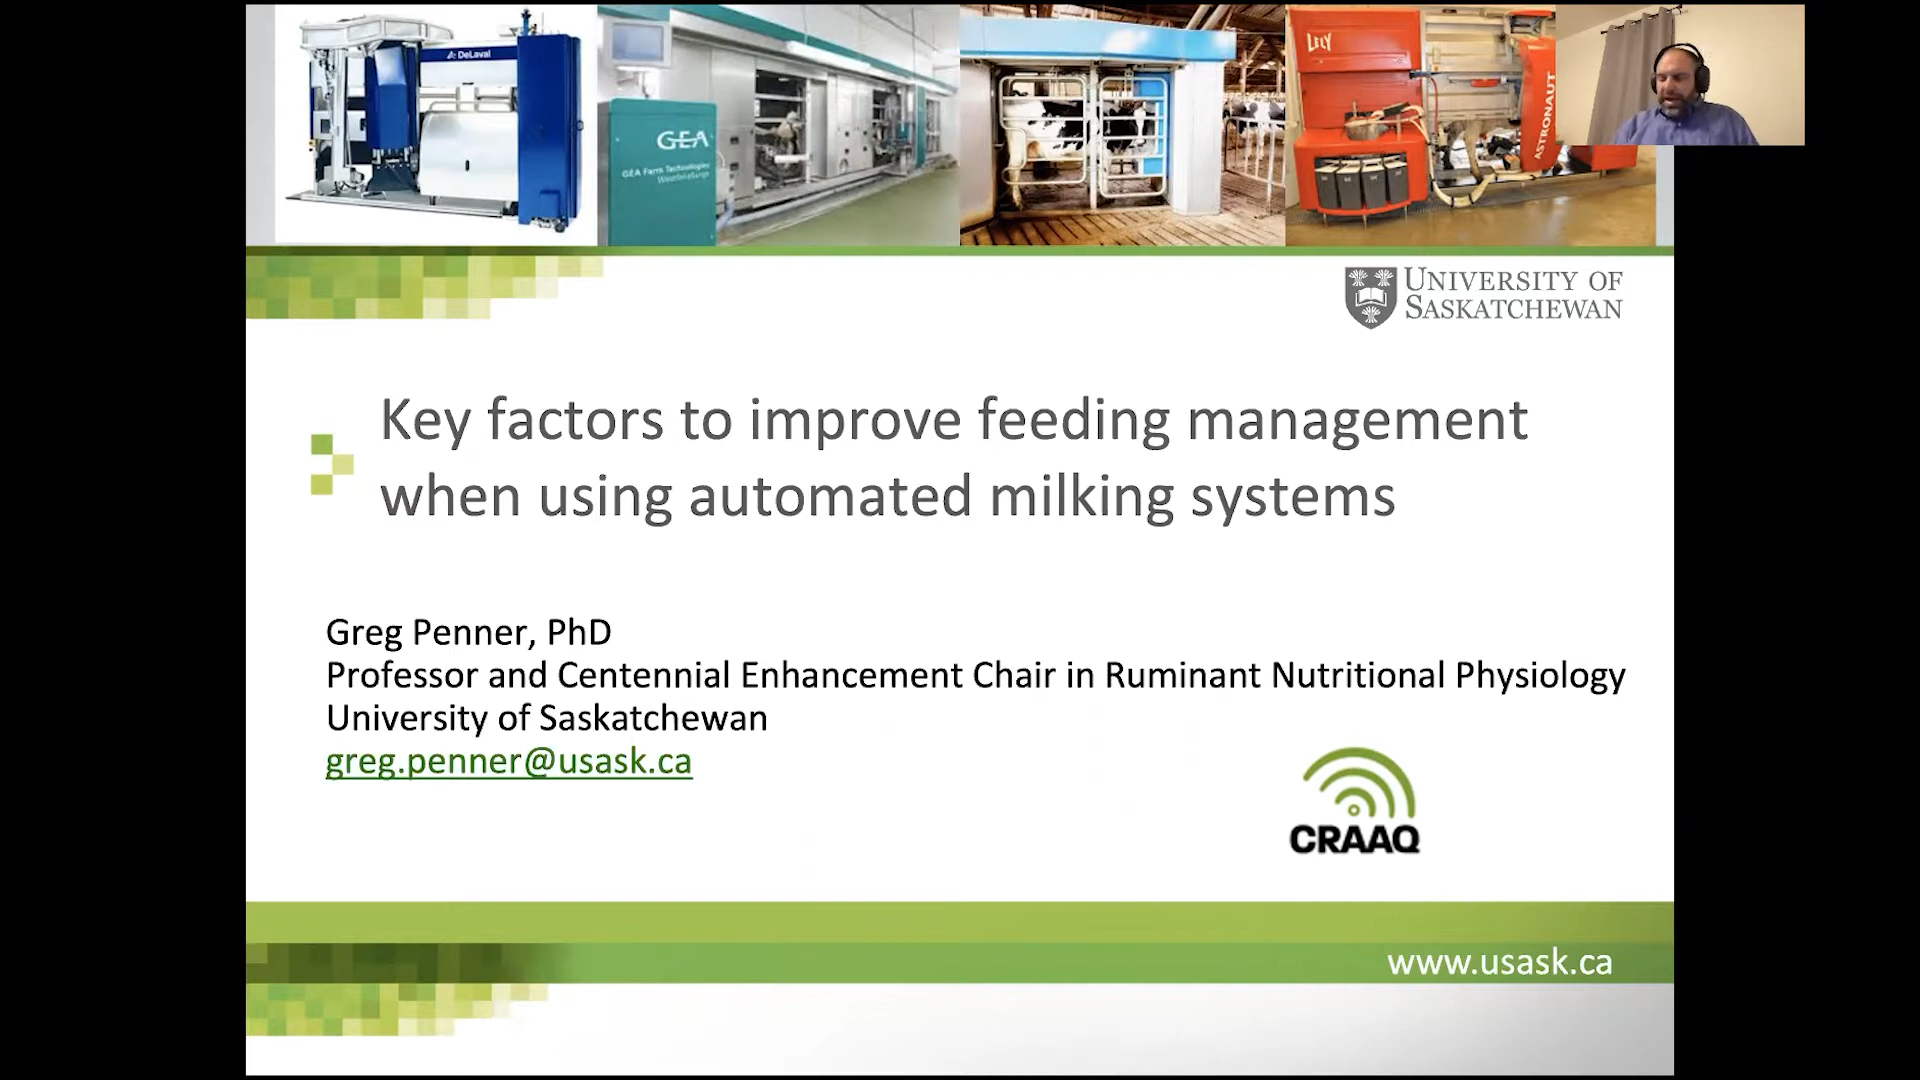 DeLaval
GEA
GEA Farm Technologies
WestfaliaSurge
LELY
ASTRONAUT
UNIVERSITY OF
SASKATCHEWAN
Key factors to improve feeding management
when using automated milking systems
Greg Penner, PhD
Professor and Centennial Enhancement Chair in Ruminant Nutritional Physiology
University of Saskatchewan
greg.penner@usask.ca
CRAAQ
www.usask.ca